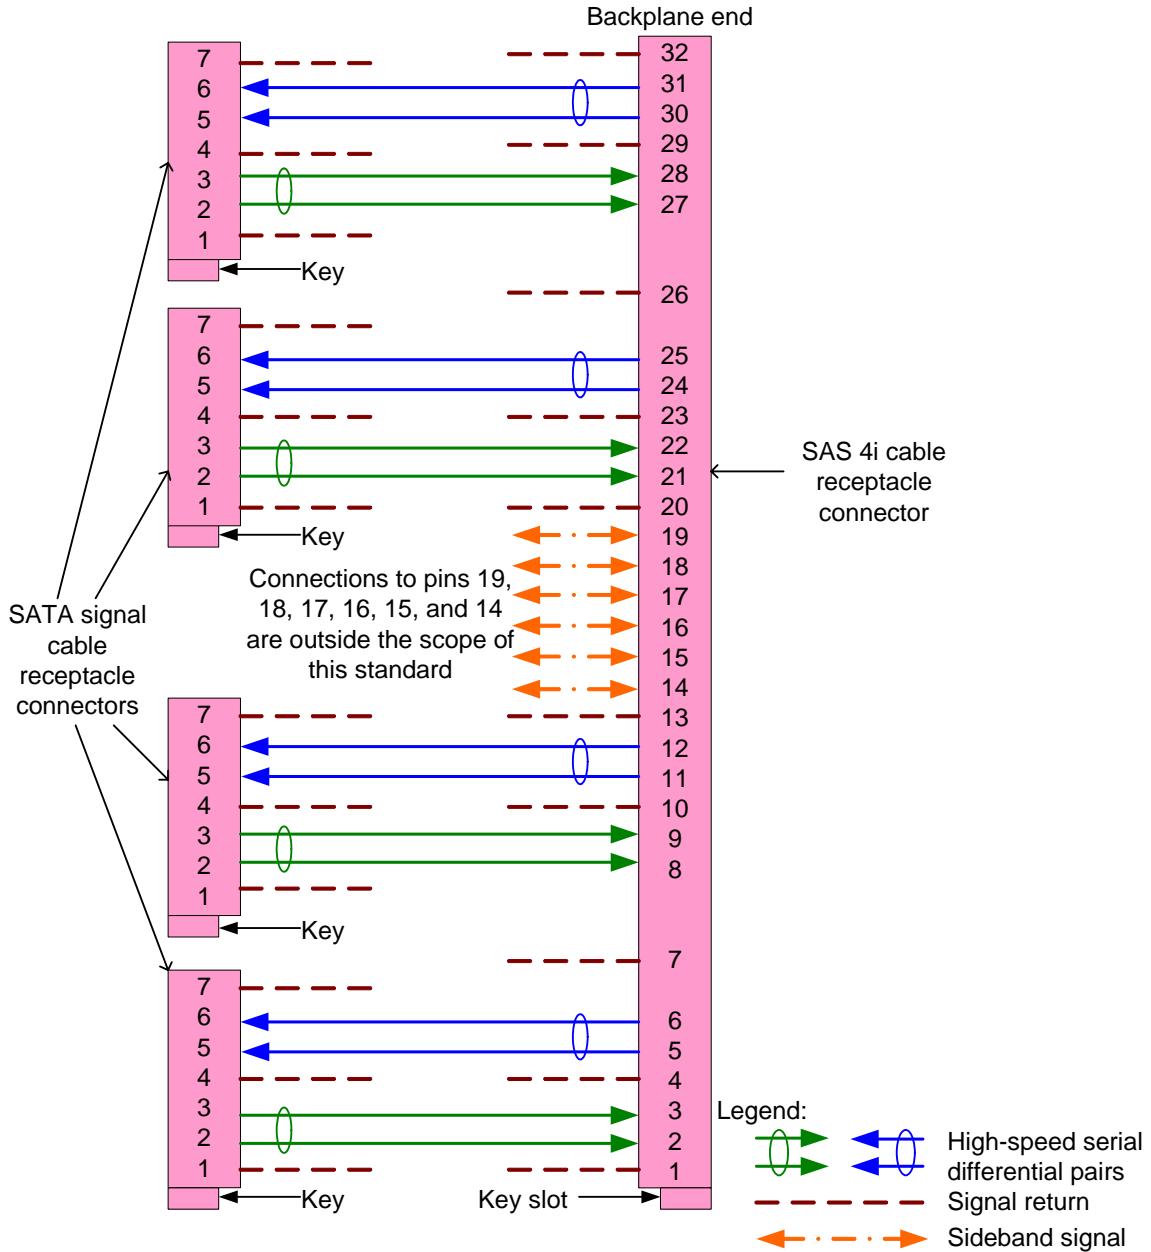 Backplane end
7
6
5
4
3
2
1
Key
7
6
5
4
3
2
1
Key
SATA signal
cable
receptacle
connectors
Connections to pins 19,
18, 17, 16, 15, and 14
are outside the scope of
this standard
7
6
5
4
3
2
1
Key
7
6
5
4
3
2
1
Key
32
31
30
29
28
27
26
25
24
23
22
21
20
19
18
17
16
15
14
13
12
11
10
9
8
7
6
5
4
3
2
1
Key slot
SAS 4i cable
receptacle
connector
Legend:
High-speed serial
differential pairs
Signal return
Sideband signal